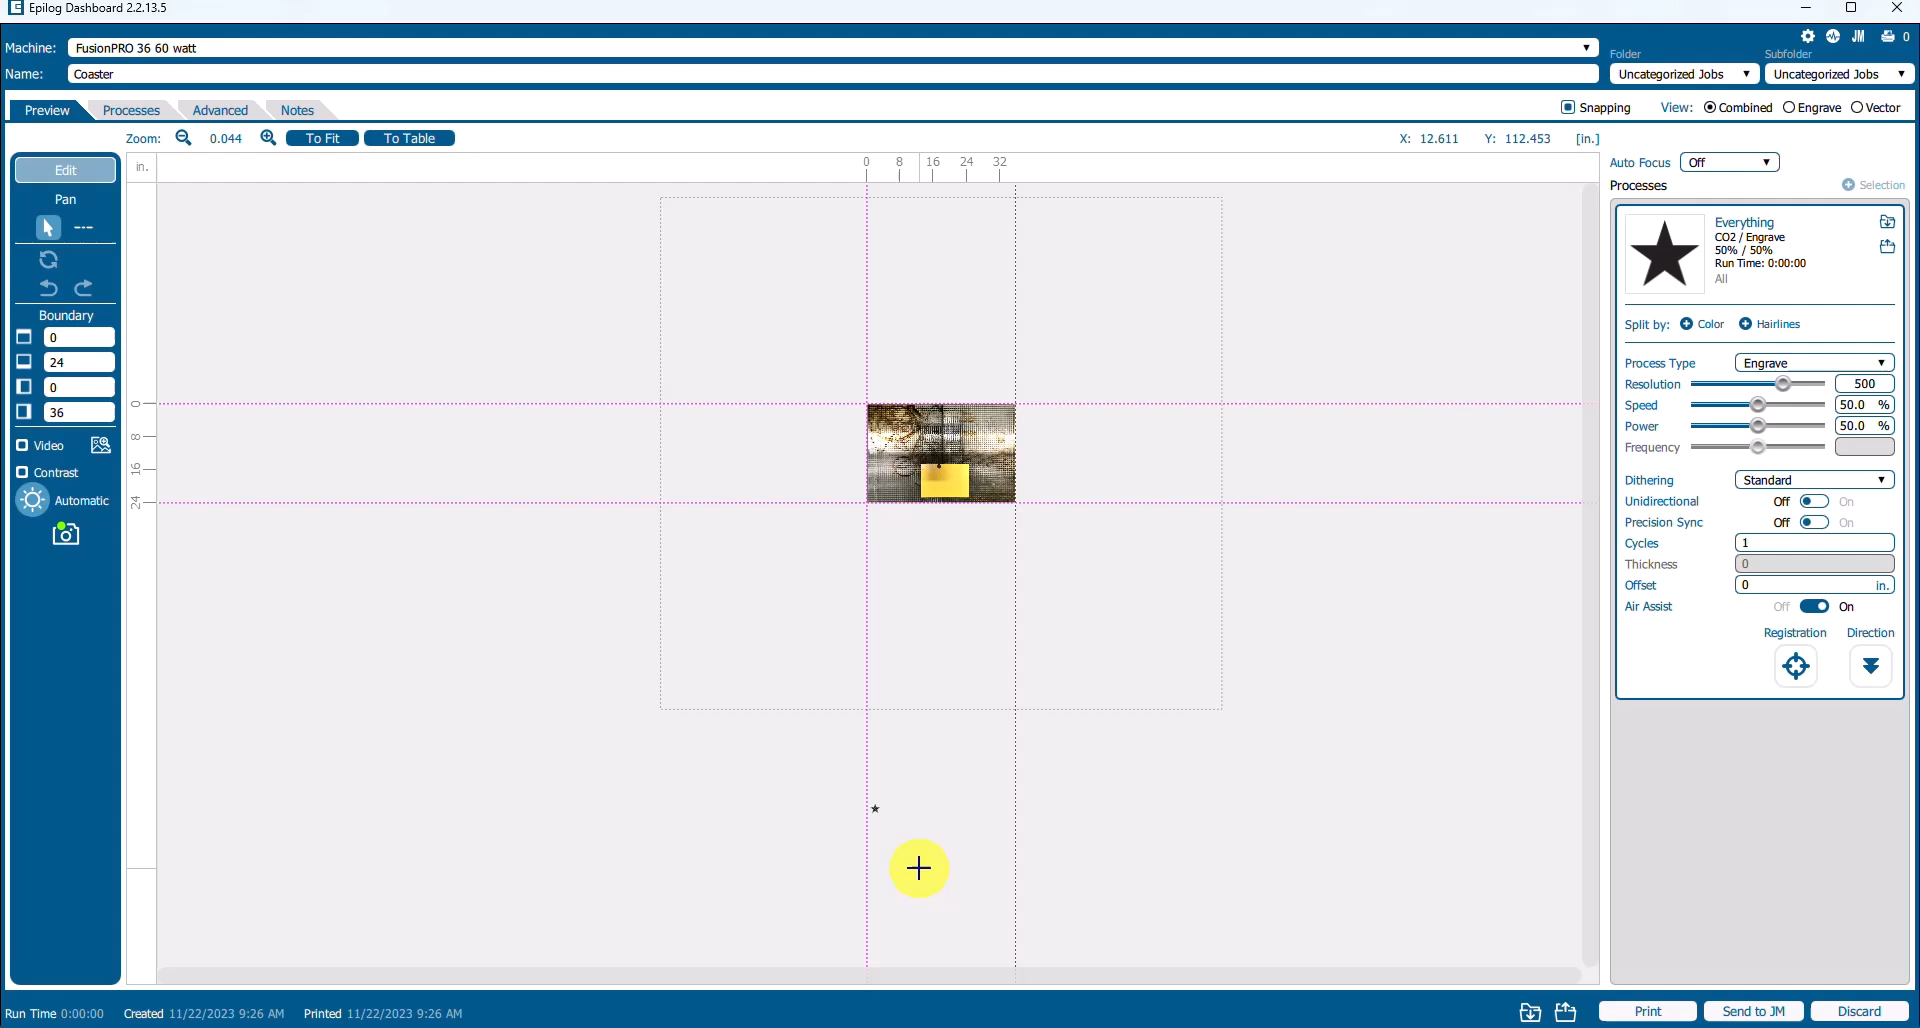 Epilog Dashboard 2.2.13.5
Machine: FusionPRO 36 60 watt
JM 0
Folder Subfolder
Name: Coaster Uncategorized Jobs Uncategorized Jobs
Preview Processes Advanced Notes Snapping View: Combined Engrave Vector
Zoom: 0.044 To Fit To Table X: 12.611 Y: 112.453 [in.]
Edit in. 0 8 16 24 32
Auto Focus Off
Processes Selection
Pan
Everything
CO2 / Engrave
50% / 50%
Run Time: 0:00:00
All
Boundary
0
24
0
36
Video
Contrast
Automatic
0
8
16
24
Split by: Color Hairlines
Process Type Engrave
Resolution 500
Speed 50.0 %
Power 50.0 %
Frequency
Dithering Standard
Unidirectional Off On
Precision Sync Off On
Cycles 1
Thickness 0
Offset 0 in.
Air Assist Off On
Registration Direction
Run Time 0:00:00 Created 11/22/2023 9:26 AM Printed 11/22/2023 9:26 AM Print Send to JM Discard